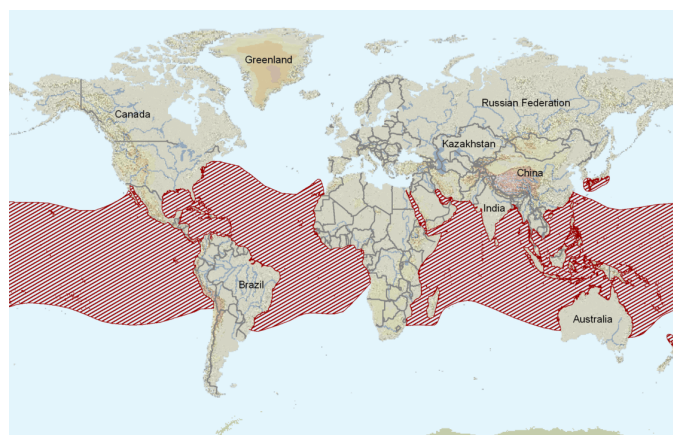 Greenland
Canada
Russian Federation
Kazakhstan
China
India
Brazil
Australia